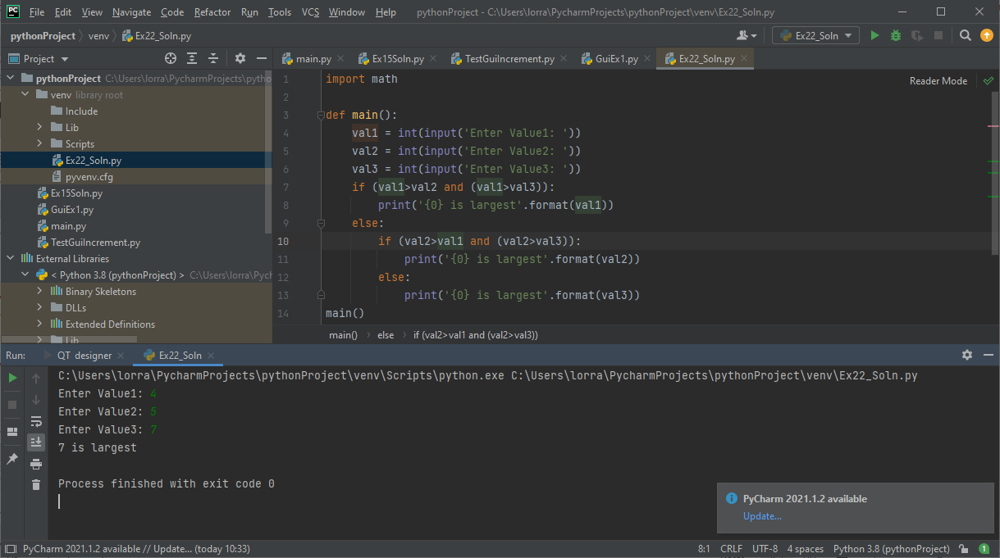 PC File Edit View Navigate Code Refactor Run Tools VCS Window Help pythonProject - C:\Users\lorra\PycharmProjects\pythonProject\venv\Ex22_Soln.py
pythonProject venv Ex22_Soln.py Ex22_Soln
Project main.py Ex15Soln.py TestGuiIncrement.py GuiEx1.py Ex22_Soln.py
pythonProject C:\Users\lorra\PycharmProjects\pytho
venv library root
Include
Lib
Scripts
Ex22_Soln.py
pyvenv.cfg
Ex15Soln.py
GuiEx1.py
main.py
TestGuiIncrement.py
External Libraries
< Python 3.8 (pythonProject) > C:\Users\lorra\Pych
Binary Skeletons
DLLs
Extended Definitions
Lib
Reader Mode
1 import math
2
3 def main():
4 val1 = int(input('Enter Value1: '))
5 val2 = int(input('Enter Value2: '))
6 val3 = int(input('Enter Value3: '))
7 if (val1>val2 and (val1>val3)):
8 print('{0} is largest'.format(val1))
9 else:
10 if (val2>val1 and (val2>val3)):
11 print('{0} is largest'.format(val2))
12 else:
13 print('{0} is largest'.format(val3))
14 main()
main() else if (val2>val1 and (val2>val3))
Run: QT designer Ex22_Soln
C:\Users\lorra\PycharmProjects\pythonProject\venv\Scripts\python.exe C:\Users\lorra\PycharmProjects\pythonProject\venv\Ex22_Soln.py
Enter Value1: 4
Enter Value2: 5
Enter Value3: 7
7 is largest
Process finished with exit code 0
PyCharm 2021.1.2 available
Update...
PyCharm 2021.1.2 available // Update... (today 10:33) 8:1 CRLF UTF-8 4 spaces Python 3.8 (pythonProject) 1